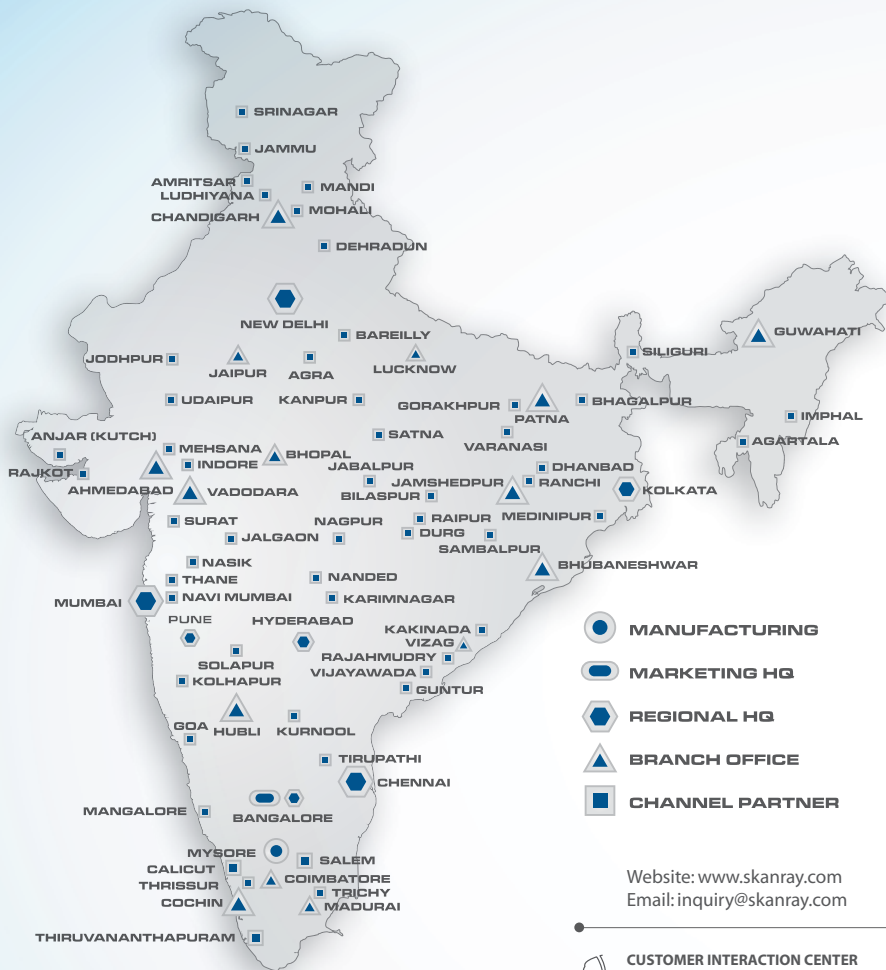 SRINAGAR
JAMMU
AMRITSAR
MANDI
LUDHIYANA
MOHALI
CHANDIGARH
DEHRADUN
NEW DELHI
BAREILLY
JODHPUR
JAIPUR
AGRA
LUCKNOW
SILIGURI
GUWAHATI
UDAIPUR
KANPUR
GORAKHPUR
PATNA
BHAGALPUR
IMPHAL
ANJAR (KUTCH)
SATNA
VARANASI
AGARTALA
MEHSANA
BHOPAL
RAJKOT
INDORE
JABALPUR
DHANBAD
AHMEDABAD
VADODARA
JAMSHEDPUR
RANCHI
KOLKATA
BILASPUR
SURAT
NAGPUR
RAIPUR
MEDINIPUR
JALGAON
DURG
SAMBALPUR
NASIK
BHUBANESHWAR
THANE
NANDED
MUMBAI
NAVI MUMBAI
KARIMNAGAR
PUNE
HYDERABAD
KAKINADA
VIZAG
SOLAPUR
RAJAHMUDRY
KOLHAPUR
VIJAYAWADA
GUNTUR
GOA
HUBLI
KURNOOL
TIRUPATHI
CHENNAI
MANGALORE
BANGALORE
MYSORE
SALEM
CALICUT
COIMBATORE
THRISSUR
TRICHY
COCHIN
MADURAI
THIRUVANANTHAPURAM
MANUFACTURING
MARKETING HQ
REGIONAL HQ
BRANCH OFFICE
CHANNEL PARTNER
Website: www.skanray.com
Email: inquiry@skanray.com
CUSTOMER INTERACTION CENTER